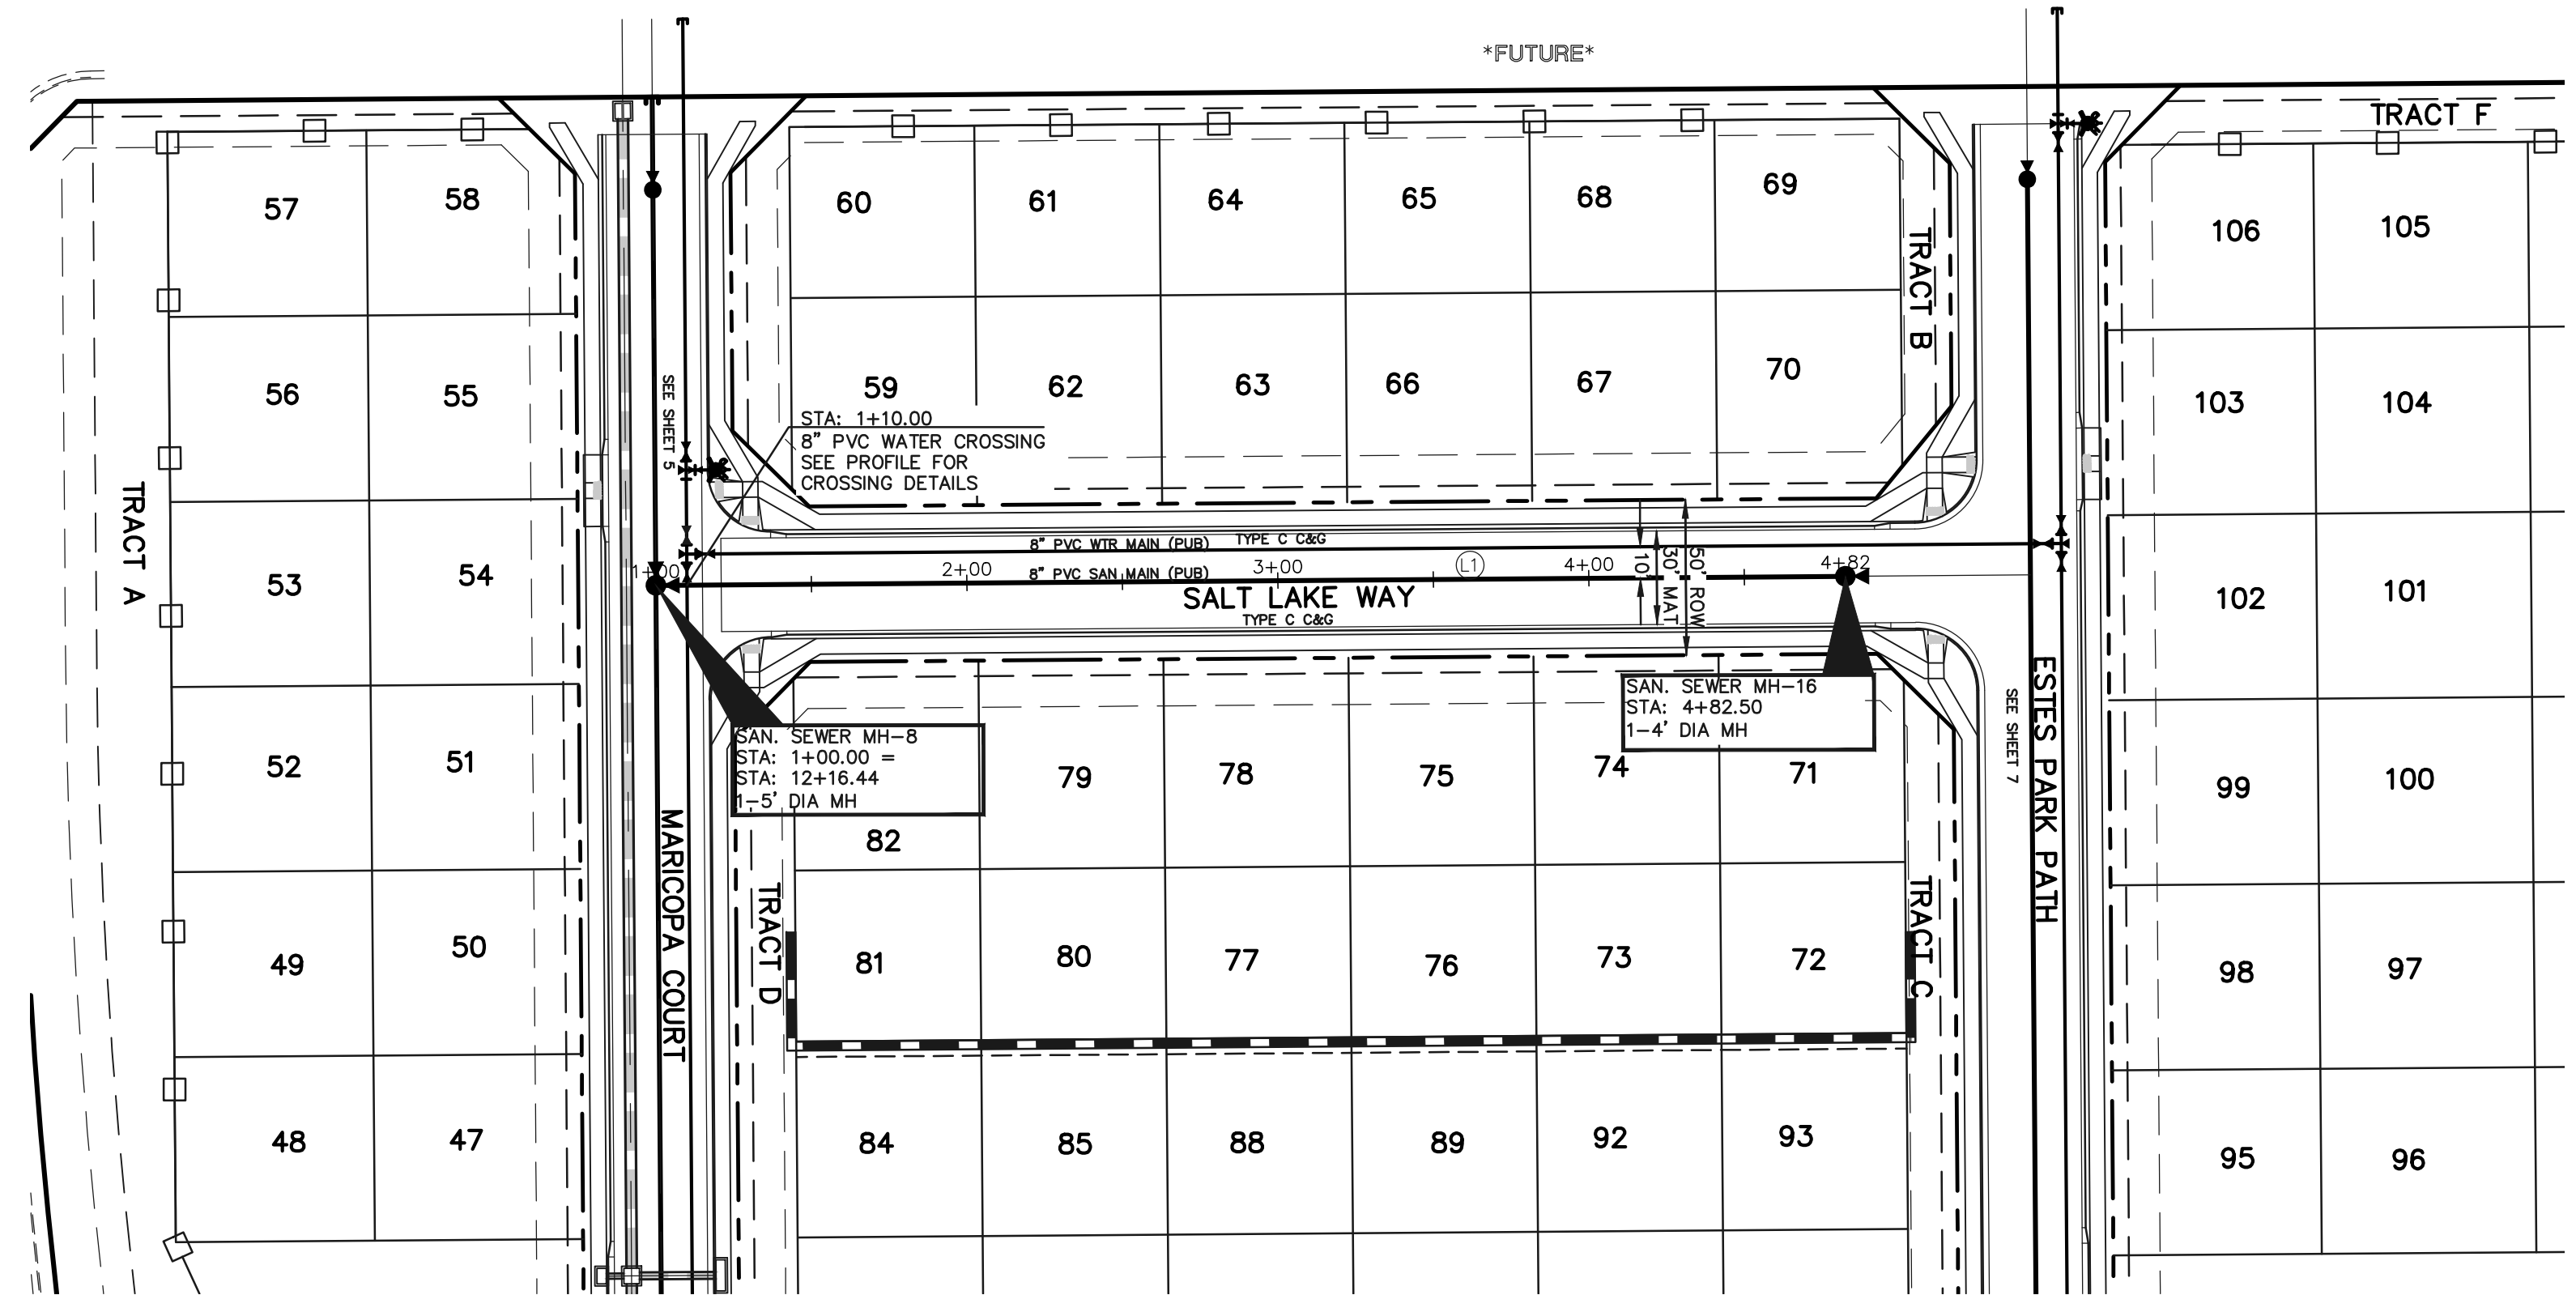 *FUTURE*
TRACT F
57
58
60
61
64
65
68
69
106
105
TRACT B
56
55
59
62
63
66
67
70
103
104
SEE SHEET 5
STA: 1+10.00
8" PVC WATER CROSSING
SEE PROFILE FOR
CROSSING DETAILS
TRACT A
8" PVC WTR MAIN (PUB)
TYPE C C&G
1+00
2+00
8" PVC SAN MAIN (PUB)
3+00
L1
4+00
4+82
10'
30' MAT
50' ROW
SALT LAKE WAY
TYPE C C&G
53
54
102
101
SAN. SEWER MH-16
STA: 4+82.50
1-4' DIA MH
SEE SHEET 7
ESTES PARK PATH
SAN. SEWER MH-8
STA: 1+00.00 =
STA: 12+16.44
1-5' DIA MH
52
51
79
78
75
74
71
99
100
82
MARICOPA COURT
TRACT D
TRACT C
49
50
81
80
77
76
73
72
98
97
48
47
84
85
88
89
92
93
95
96